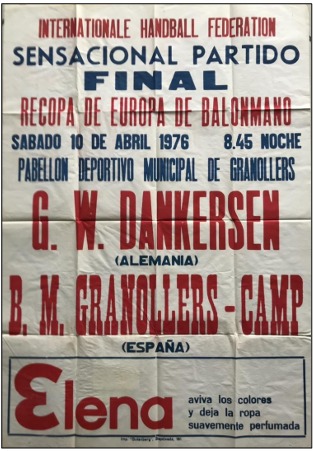 INTERNATIONALE HANDBALL FEDERATION
SENSACIONAL PARTIDO
FINAL
RECOPA DE EUROPA DE BALONMANO
SABADO 10 DE ABRIL 1976 8.45 NOCHE
PABELLON DEPORTIVO MUNICIPAL DE GRANOLLERS
G. W. DANKERSEN
(ALEMANIA)
B. M. GRANOLLERS - CAMP
(ESPAÑA)
Elena
aviva los colores
y deja la ropa
suavemente perfumada